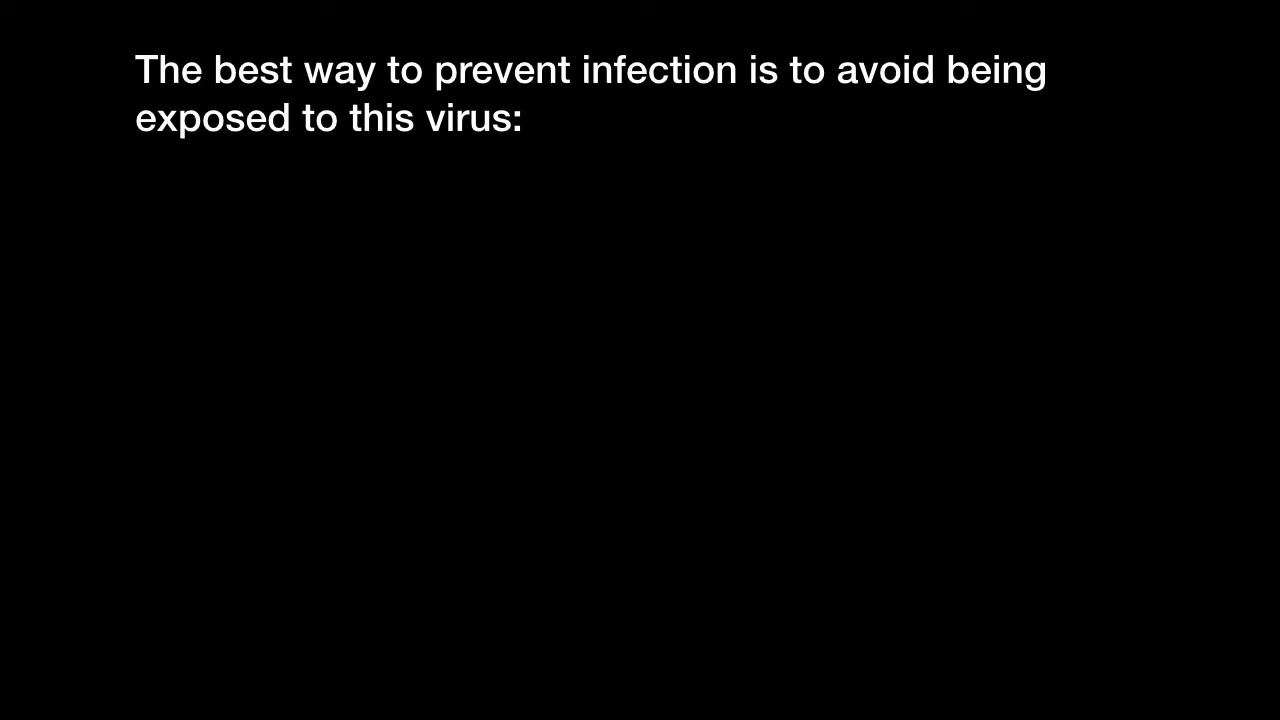 The best way to prevent infection is to avoid being
exposed to this virus: